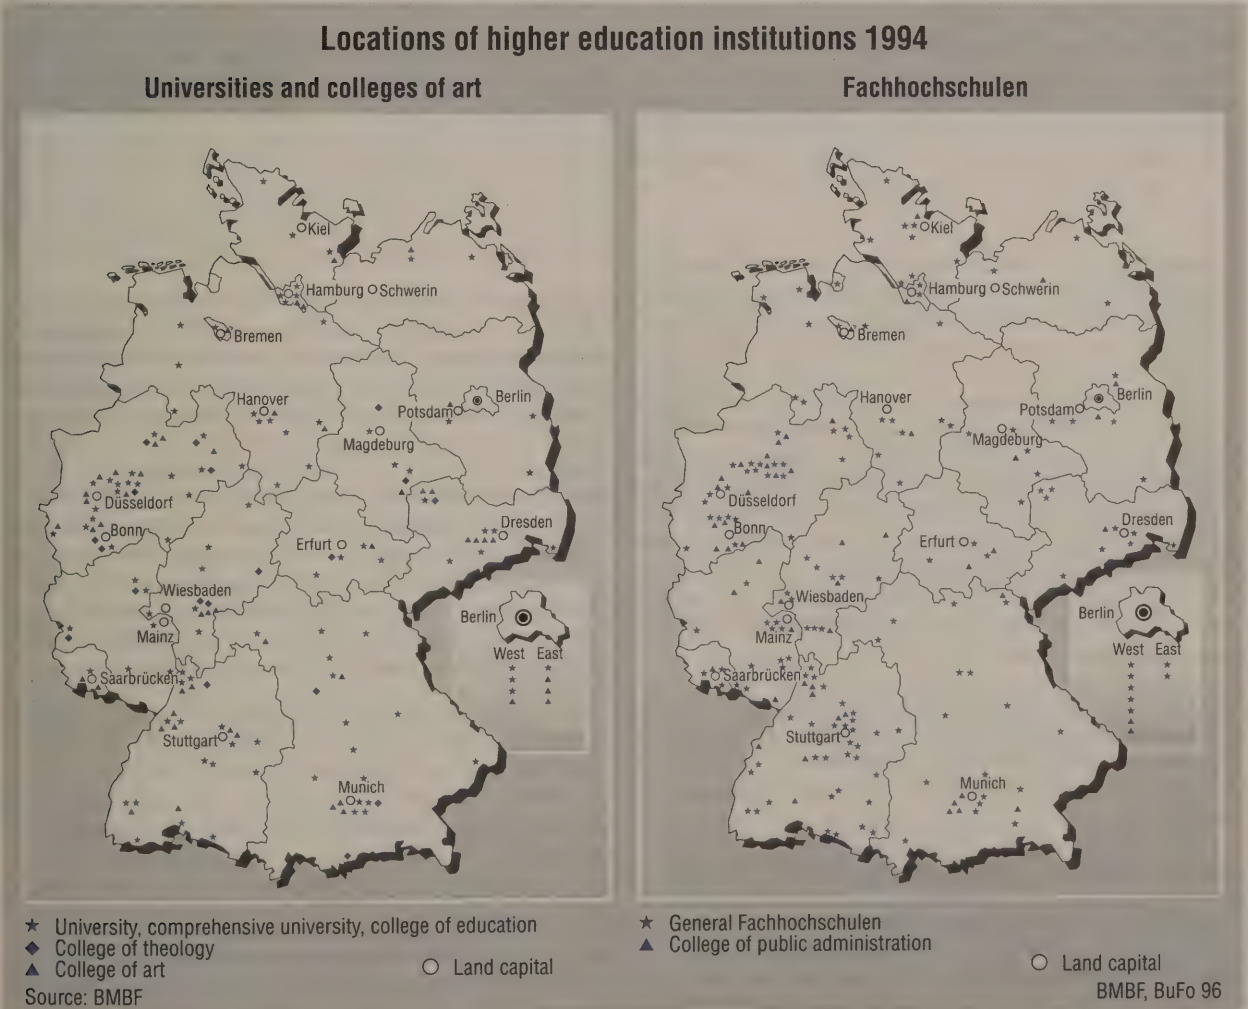 Locations of higher education institutions 1994
Universities and colleges of art
Kiel
Hamburg Schwerin
Bremen
Hanover
Berlin
Potsdam
Magdeburg
Düsseldorf
Dresden
Bonn
Erfurt
Wiesbaden
Berlin
Mainz
West East
Saarbrücken
Stuttgart
Munich
University, comprehensive university, college of education
College of theology
College of art
Land capital
Source: BMBF
Fachhochschulen
Kiel
Hamburg Schwerin
Bremen
Hanover
Berlin
Potsdam
Magdeburg
Düsseldorf
Dresden
Bonn
Erfurt
Wiesbaden
Berlin
Mainz
West East
Saarbrücken
Stuttgart
Munich
General Fachhochschulen
College of public administration
Land capital
BMBF, BuFo 96